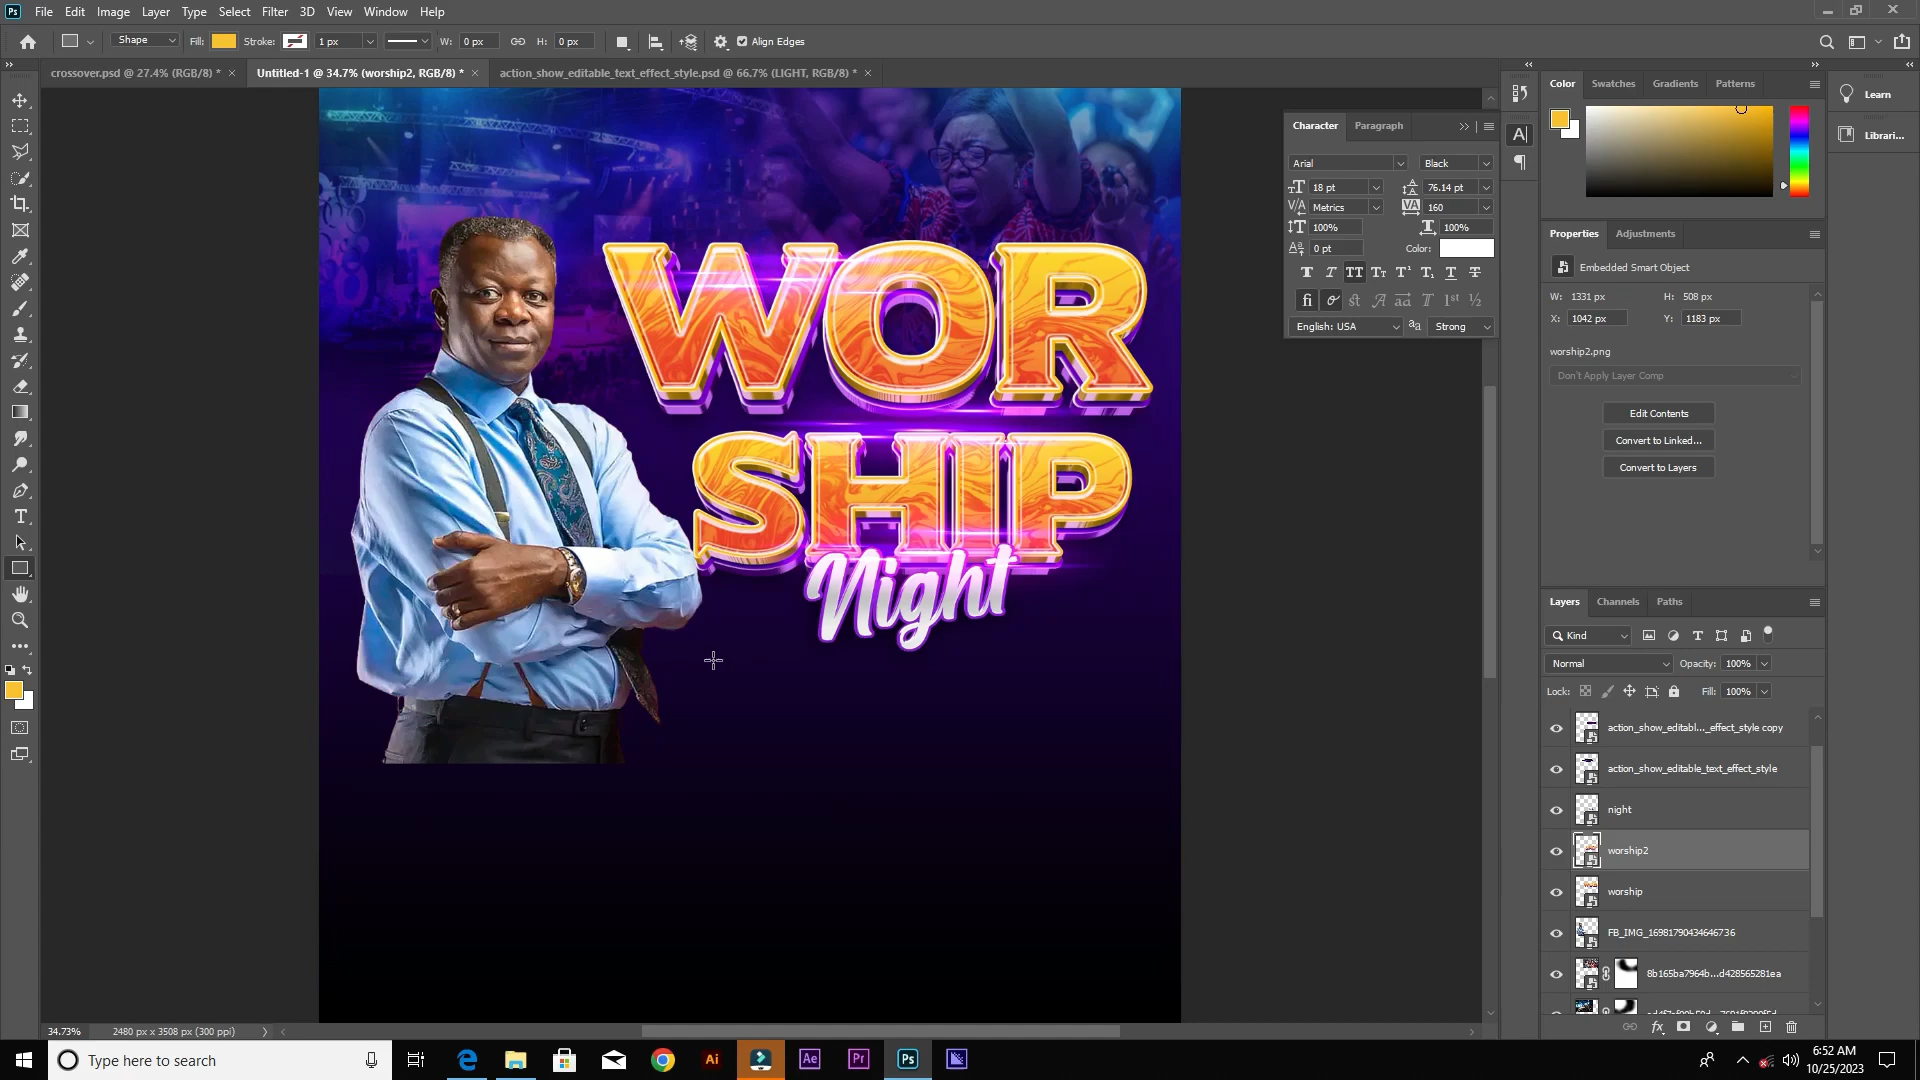 Ps File Edit Image Layer Type Select Filter 3D View Window Help
Shape Fill: Stroke: 1 px W: 0 px H: 0 px Align Edges
crossover.psd @ 27.4% (RGB/8) * × Untitled-1 @ 34.7% (worship2, RGB/8) * × action_show_editable_text_effect_style.psd @ 66.7% (LIGHT, RGB/8) * ×
Color Swatches Gradients Patterns
Learn
Librari...
Character Paragraph
Arial Black
18 pt 76.14 pt
Metrics 160
100% 100%
0 pt Color:
English: USA Strong
WOR
SHIP
Night
Properties Adjustments
Embedded Smart Object
W: 1331 px H: 508 px
X: 1042 px Y: 1183 px
worship2.png
Don't Apply Layer Comp
Edit Contents
Convert to Linked...
Convert to Layers
Layers Channels Paths
Kind
Normal Opacity: 100%
Lock: Fill: 100%
action_show_editabl..._effect_style copy
action_show_editable_text_effect_style
night
worship2
worship
FB_IMG_16981790434646736
8b165ba7964b...d428565281ea
34.73% 2480 px x 3508 px (300 ppi)
Type here to search
Ai Ae Pr Ps
6:52 AM
10/25/2023